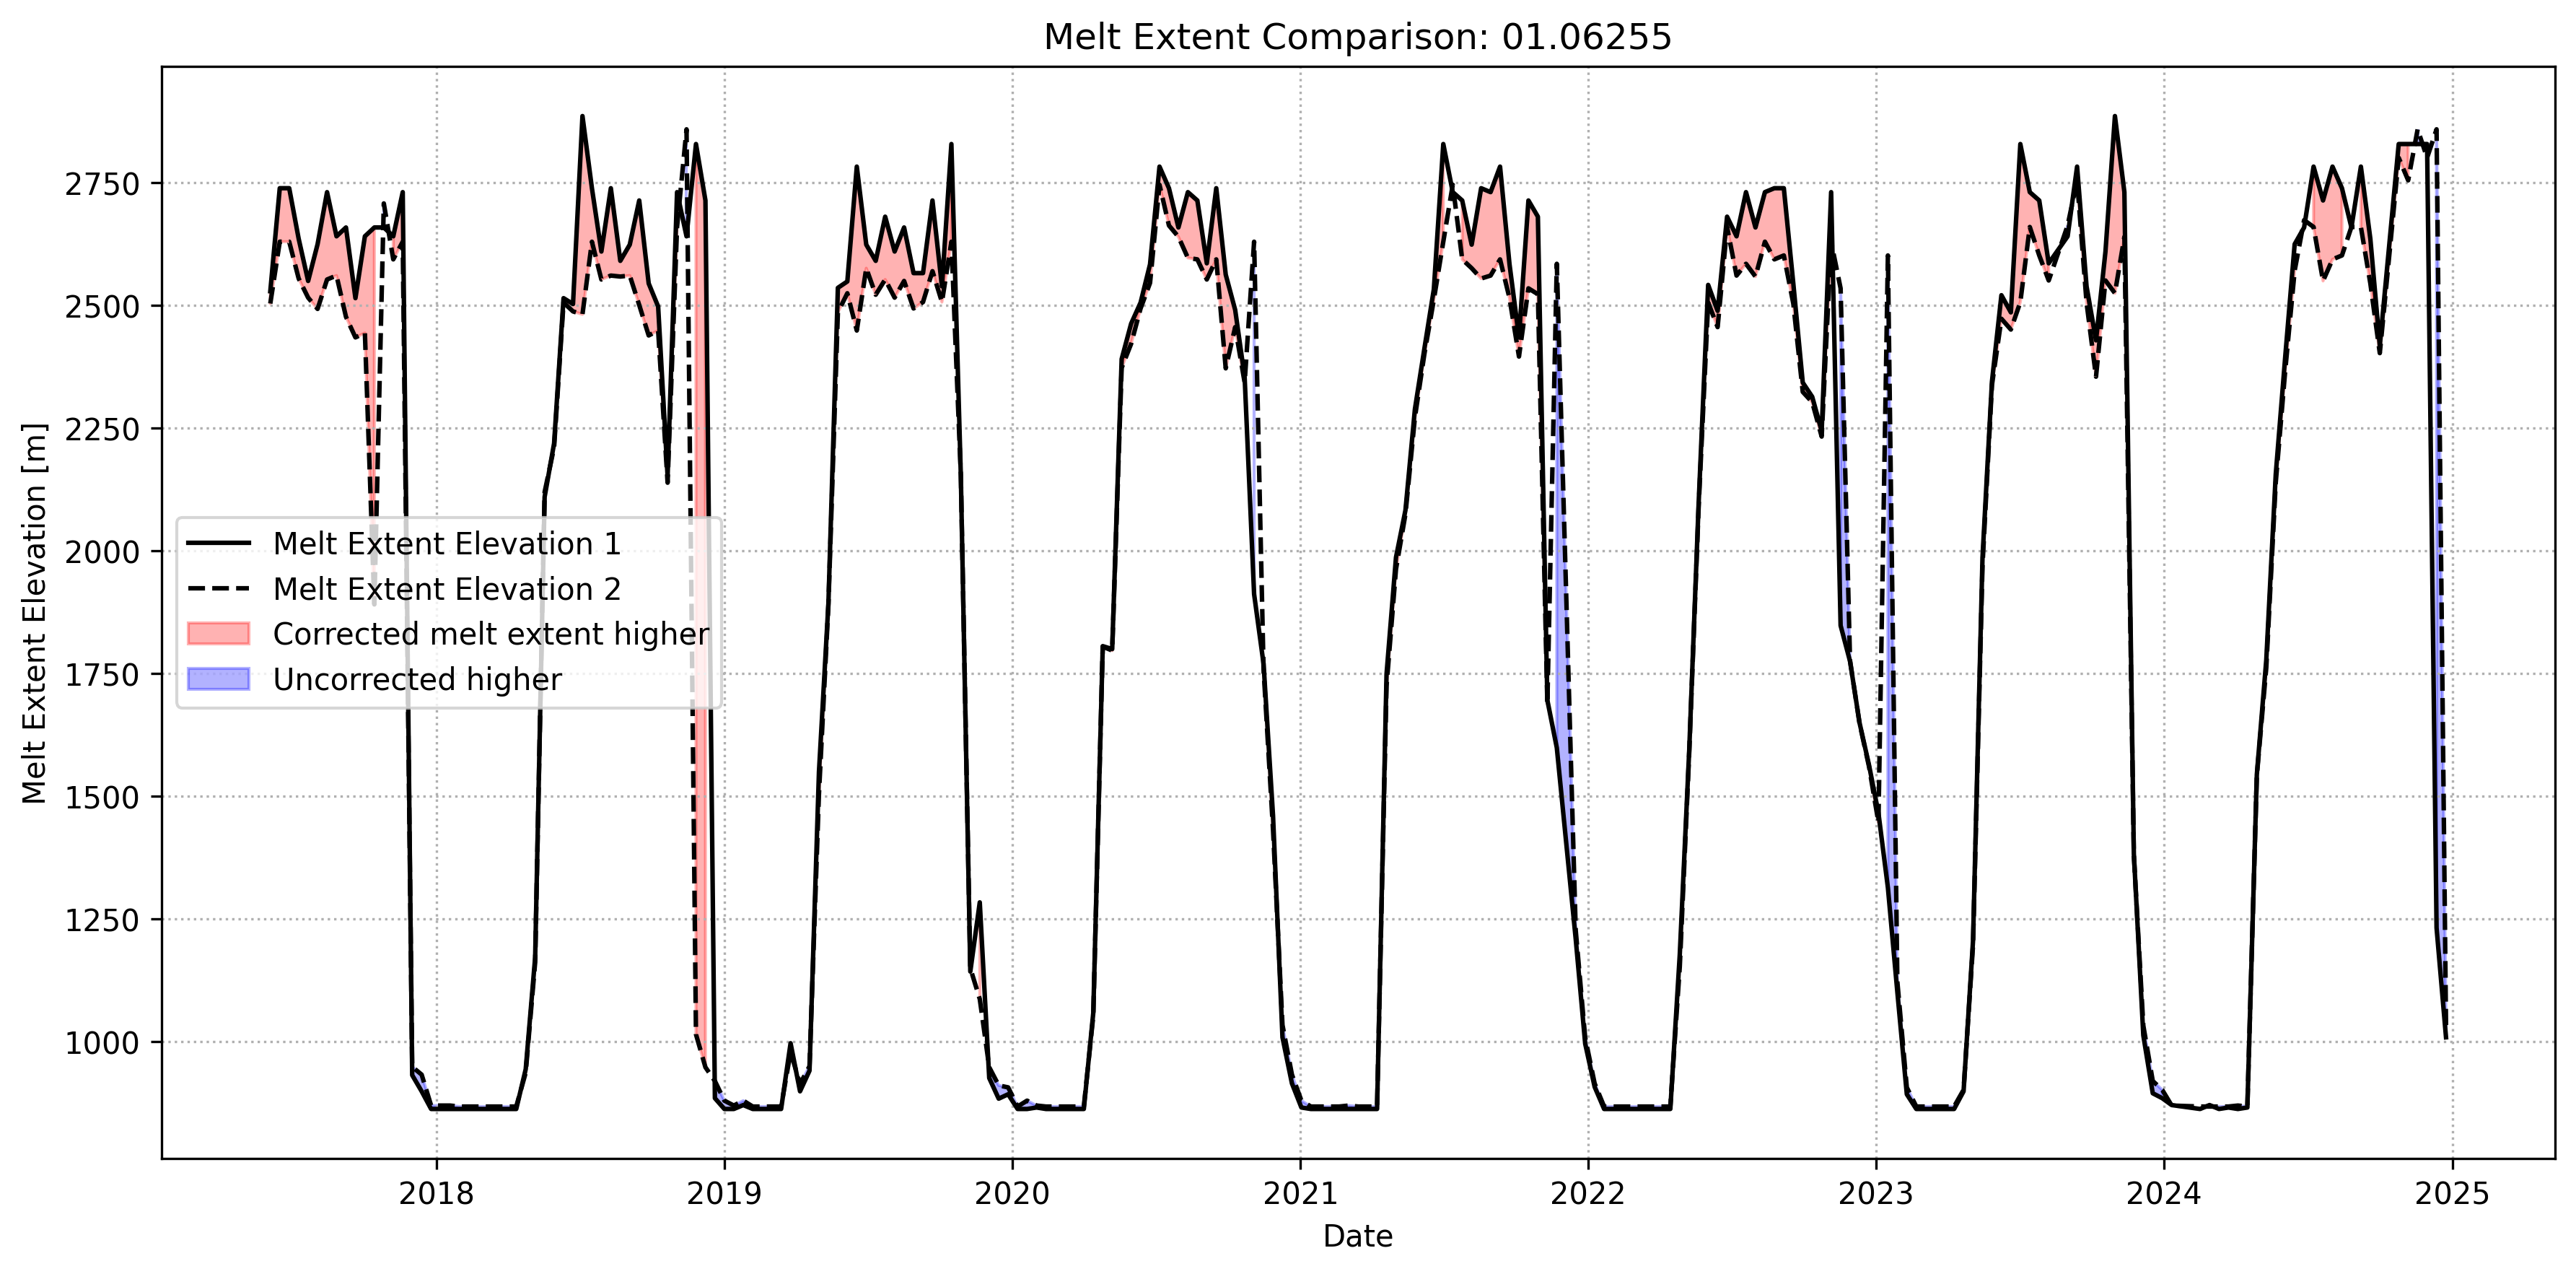 Melt Extent Comparison: 01.06255
Melt Extent Elevation [m]
2750
2500
2250
2000
1750
1500
1250
1000
Melt Extent Elevation 1
Melt Extent Elevation 2
Corrected melt extent higher
Uncorrected higher
2018 2019 2020 2021 2022 2023 2024 2025
Date